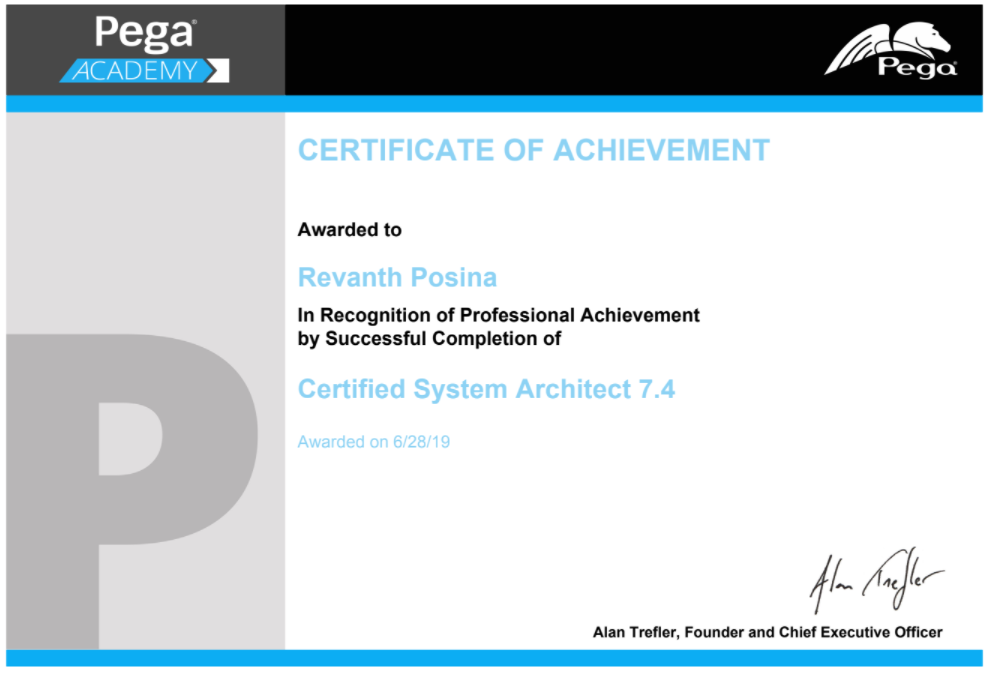 Pega®
ACADEMY
Pega®
CERTIFICATE OF ACHIEVEMENT
Awarded to
Revanth Posina
In Recognition of Professional Achievement
by Successful Completion of
Certified System Architect 7.4
Awarded on 6/28/19
P
Alan Trefler
Alan Trefler, Founder and Chief Executive Officer